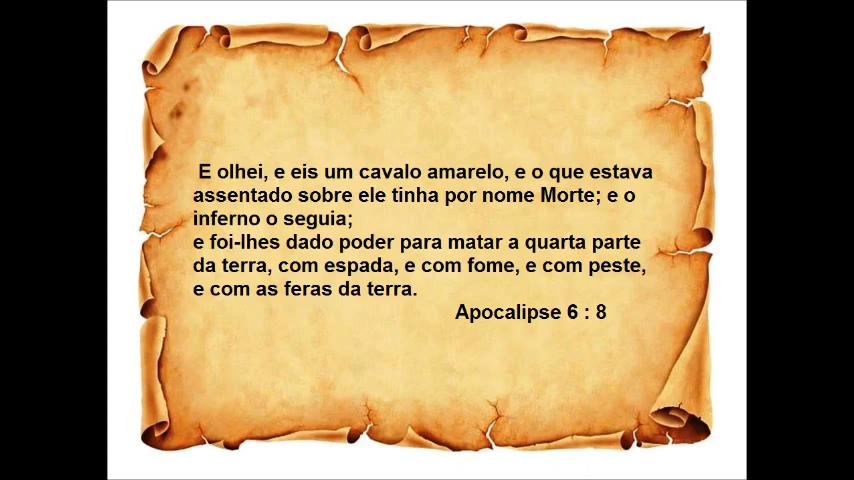 E olhei, e eis um cavalo amarelo, e o que estava
assentado sobre ele tinha por nome Morte; e o
inferno o seguia;
e foi-lhes dado poder para matar a quarta parte
da terra, com espada, e com fome, e com peste,
e com as feras da terra.
Apocalipse 6 : 8